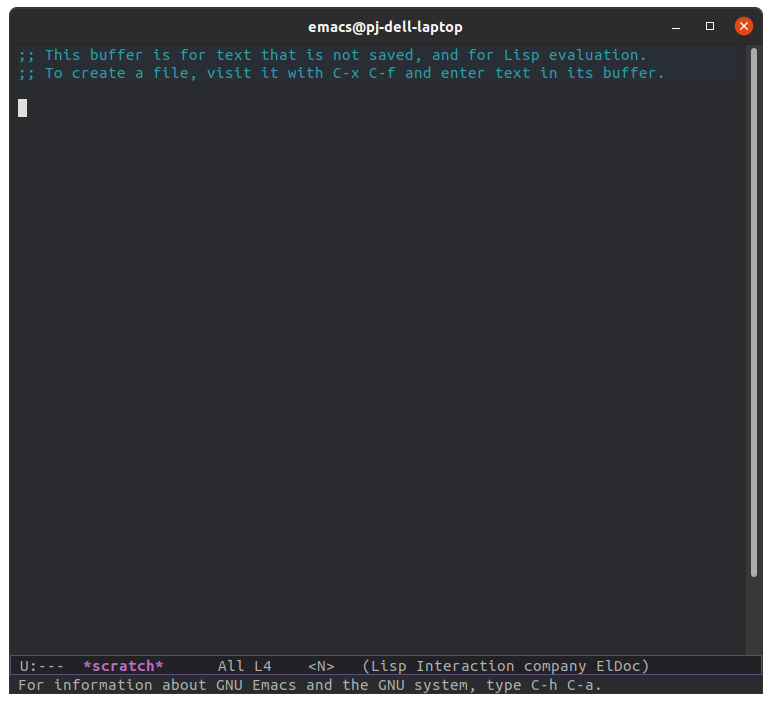 emacs@pj-dell-laptop
;; This buffer is for text that is not saved, and for Lisp evaluation.
;; To create a file, visit it with C-x C-f and enter text in its buffer.
U:--- *scratch* All L4 <N> (Lisp Interaction company ElDoc)
For information about GNU Emacs and the GNU system, type C-h C-a.